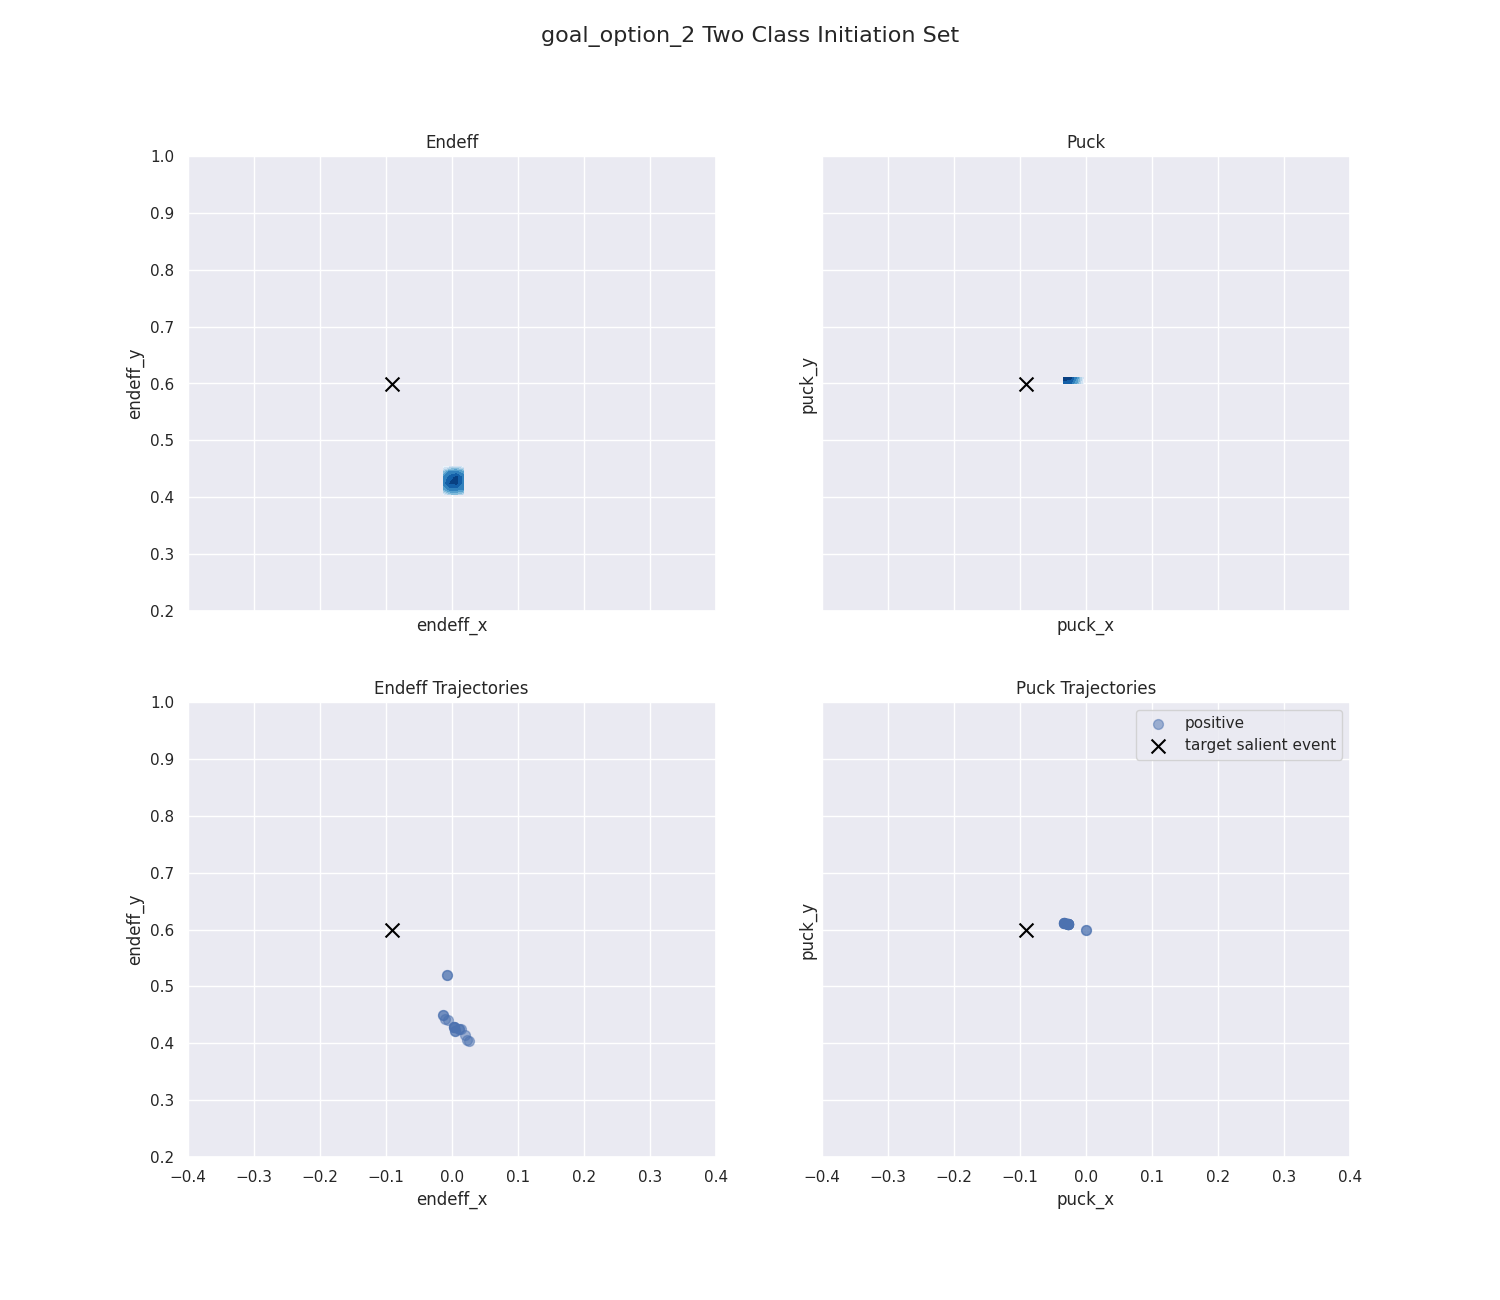 goal_option_2 Two Class Initiation Set
Endeff
Puck
1.0
0.9
0.8
0.7
0.6
0.5
0.4
0.3
0.2
endeff_y
endeff_x
puck_y
puck_x
Endeff Trajectories
Puck Trajectories
1.0
0.9
0.8
0.7
0.6
0.5
0.4
0.3
0.2
endeff_y
−0.4 −0.3 −0.2 −0.1 0.0 0.1 0.2 0.3 0.4
endeff_x
positive
target salient event
puck_y
−0.4 −0.3 −0.2 −0.1 0.0 0.1 0.2 0.3 0.4
puck_x